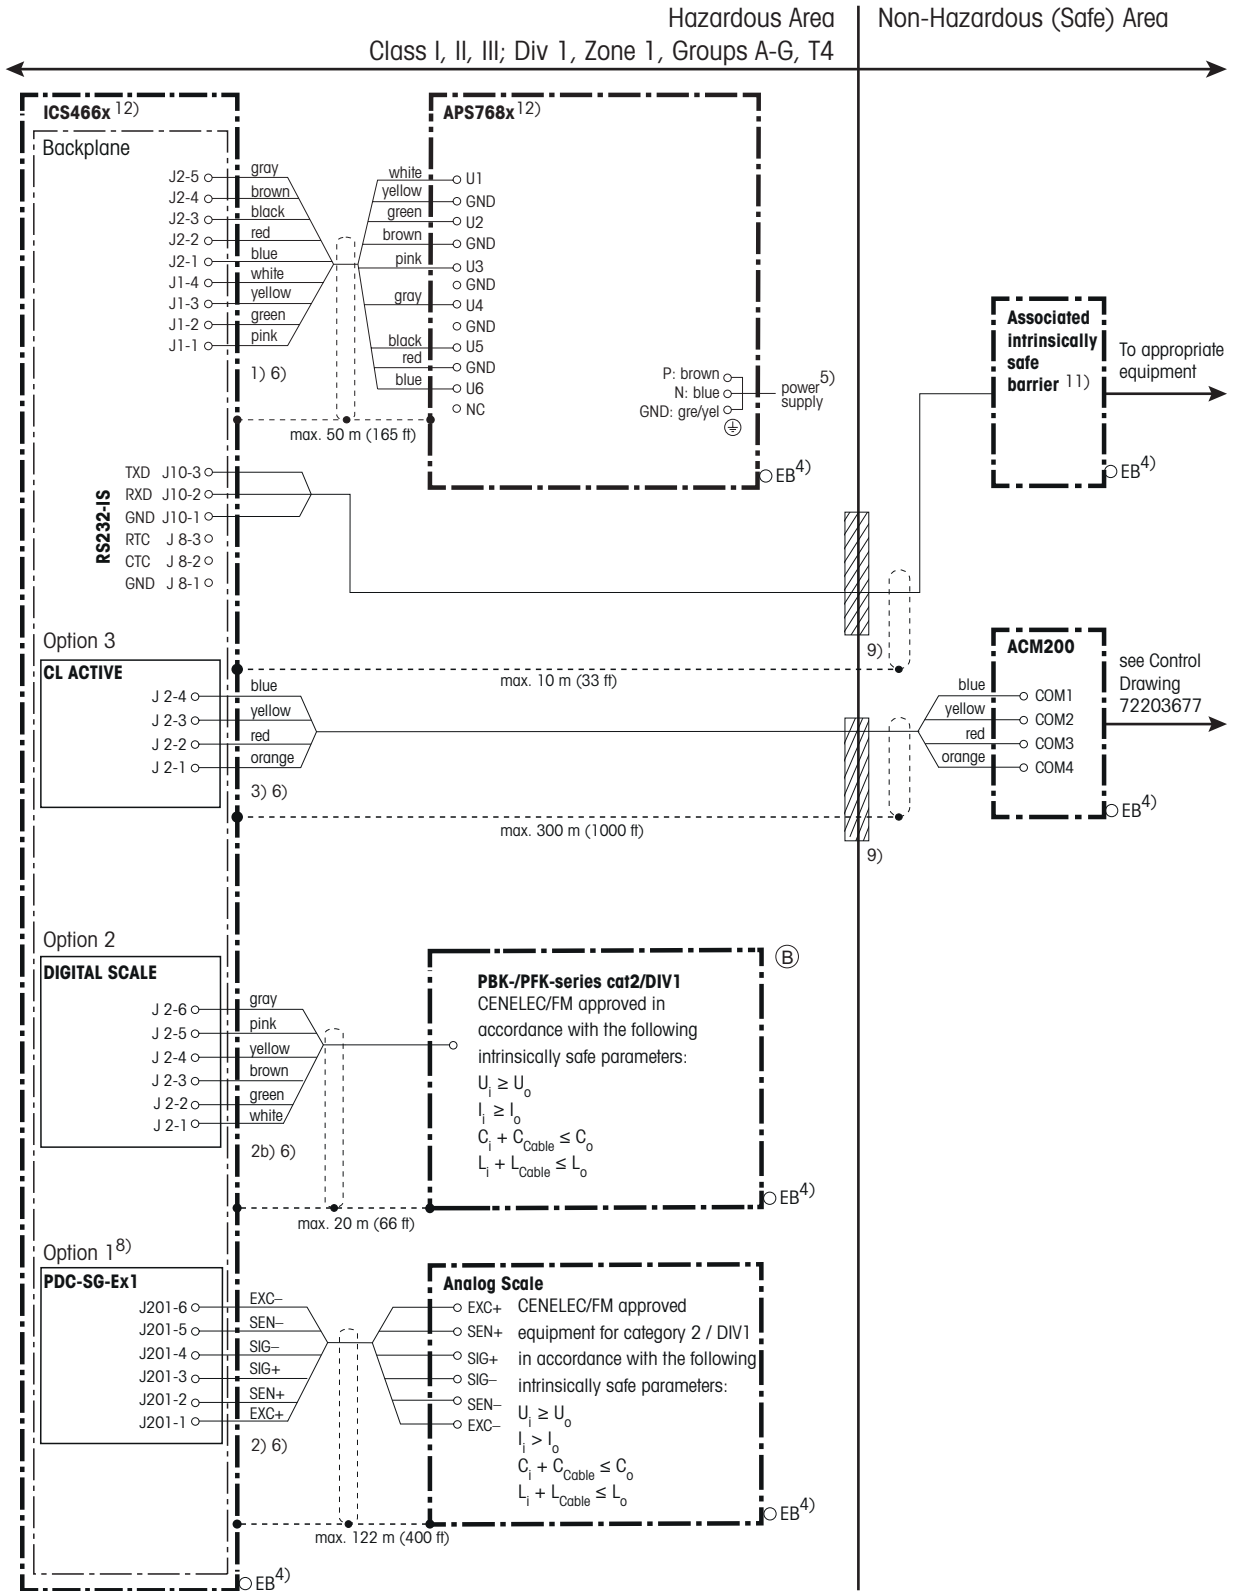 Hazardous Area
Non-Hazardous (Safe) Area
Class I, II, III; Div 1, Zone 1, Groups A-G, T4
ICS466x 12)
Backplane
J2-5 gray
J2-4 brown
J2-3 black
J2-2 red
J2-1 blue
J1-4 white
J1-3 yellow
J1-2 green
J1-1 pink
1) 6)
max. 50 m (165 ft)
APS768x 12)
white U1
yellow GND
green U2
brown GND
pink U3
GND
gray U4
GND
black U5
red GND
blue U6
NC
P: brown
N: blue
GND: gre/yel
power 5)
supply
EB 4)
Associated
intrinsically
safe
barrier 11)
To appropriate
equipment
EB 4)
RS232-IS
TXD J10-3
RXD J10-2
GND J10-1
RTC J 8-3
CTC J 8-2
GND J 8-1
9)
max. 10 m (33 ft)
Option 3
CL ACTIVE
J 2-4 blue
J 2-3 yellow
J 2-2 red
J 2-1 orange
3) 6)
max. 300 m (1000 ft)
9)
ACM200
blue COM1
yellow COM2
red COM3
orange COM4
see Control
Drawing
72203677
EB 4)
Option 2
DIGITAL SCALE
J 2-6 gray
J 2-5 pink
J 2-4 yellow
J 2-3 brown
J 2-2 green
J 2-1 white
2b) 6)
max. 20 m (66 ft)
B
PBK-/PFK-series cat2/DIV1
CENELEC/FM approved in
accordance with the following
intrinsically safe parameters:
Ui ≥ Uo
Ii ≥ Io
Ci + CCable ≤ Co
Li + LCable ≤ Lo
EB 4)
Option 1 8)
PDC-SG-Ex1
J201-6 EXC–
J201-5 SEN–
J201-4 SIG–
J201-3 SIG+
J201-2 SEN+
J201-1 EXC+
2) 6)
max. 122 m (400 ft)
Analog Scale
EXC+ CENELEC/FM approved
SEN+ equipment for category 2 / DIV1
SIG+ in accordance with the following
SIG– intrinsically safe parameters:
SEN– Ui ≥ Uo
EXC– Ii > Io
Ci + CCable ≤ Co
Li + LCable ≤ Lo
EB 4)
EB 4)